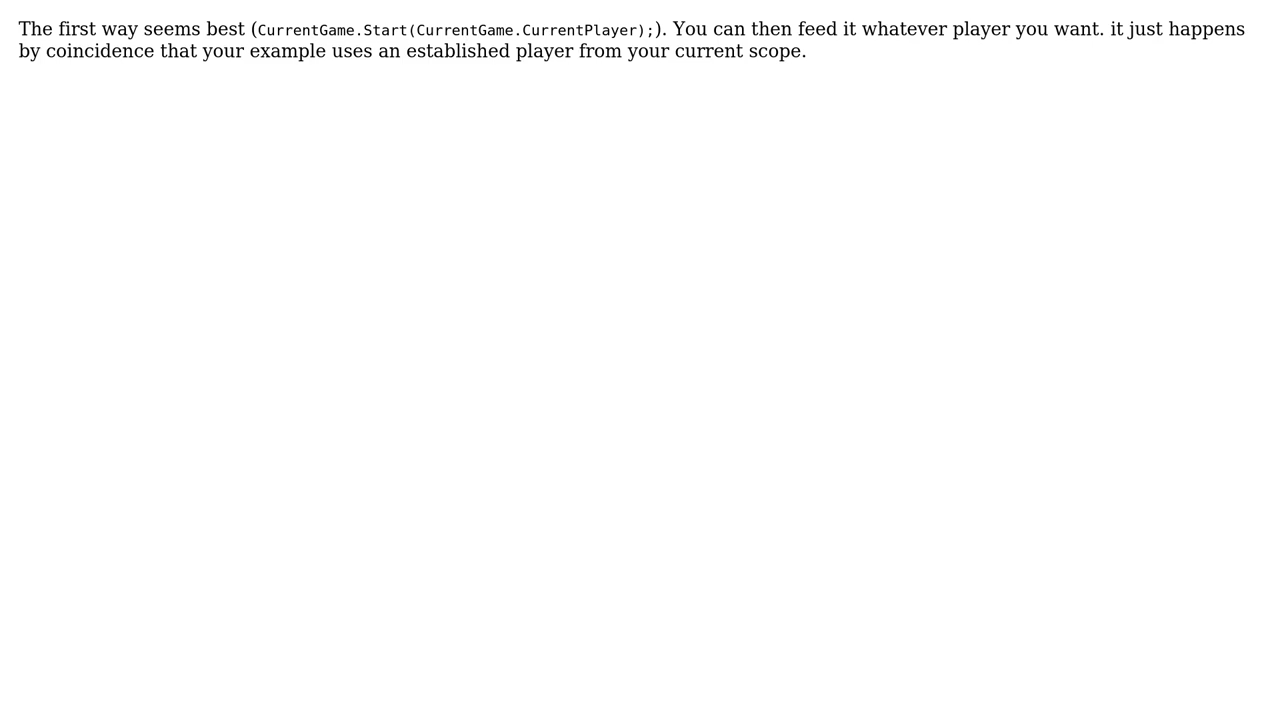 The first way seems best (CurrentGame.Start(CurrentGame.CurrentPlayer);). You can then feed it whatever player you want. it just happens
by coincidence that your example uses an established player from your current scope.